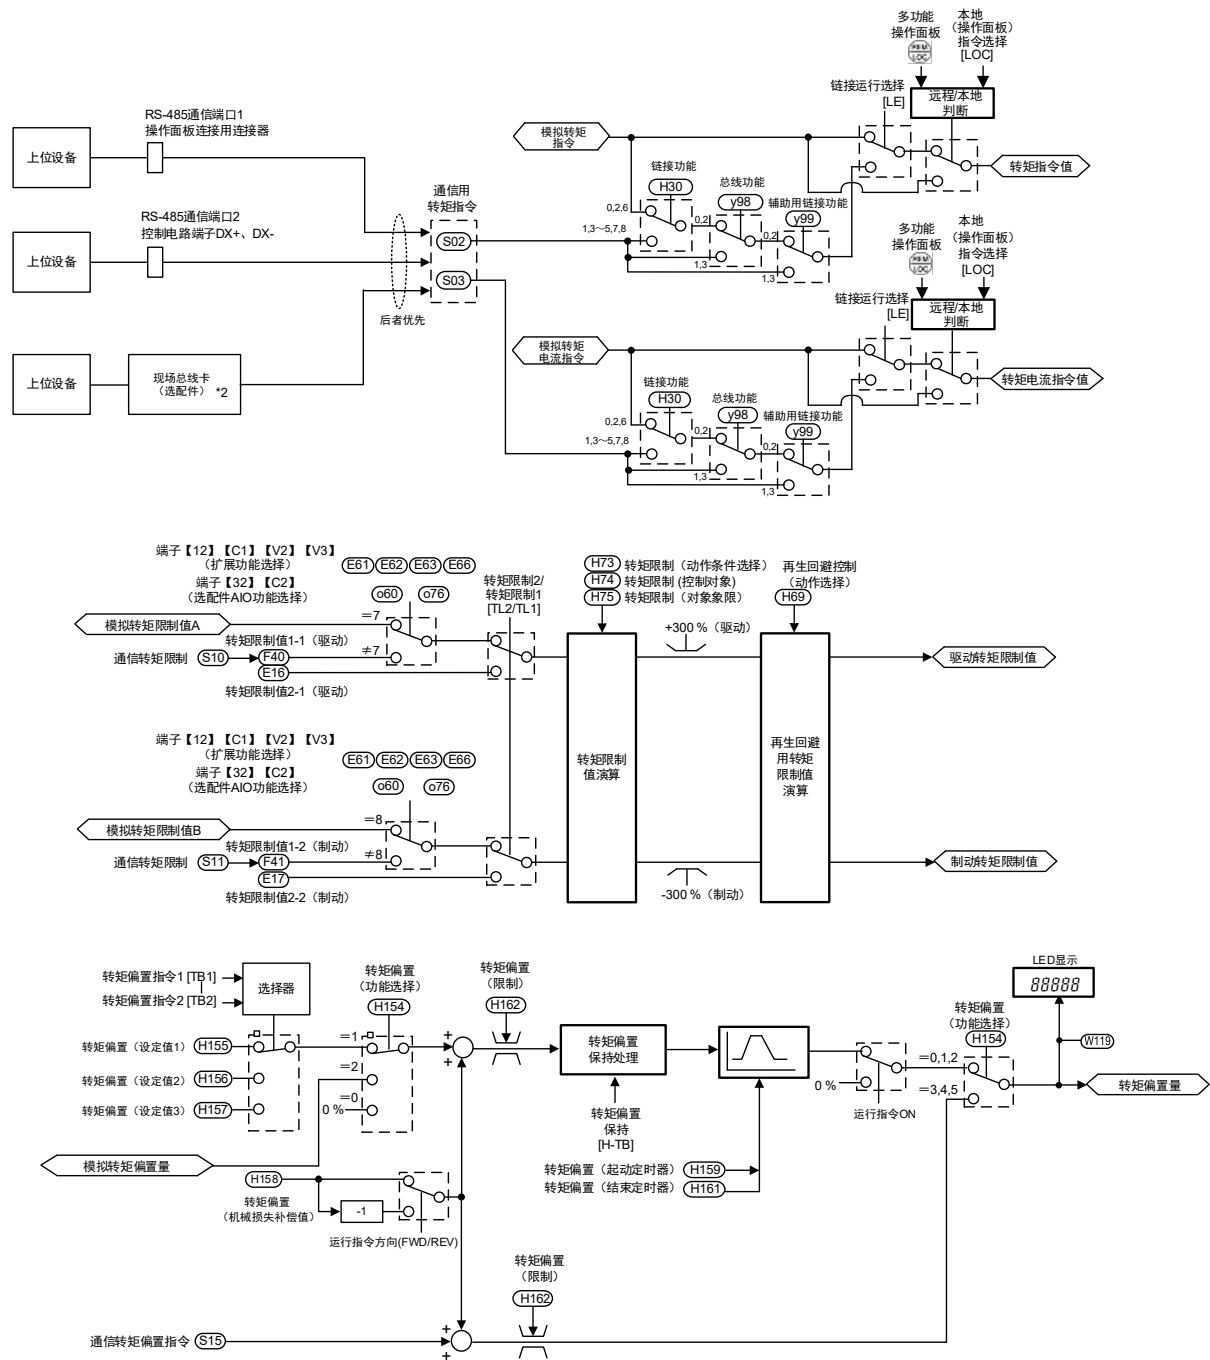 多功能
操作面板
REM
LOC
本地
（操作面板）
指令选择
[LOC]
链接运行选择
[LE]
远程/本地
判断
RS-485通信端口1
操作面板连接用连接器
上位设备
模拟转矩
指令
转矩指令值
链接功能
H30
总线功能
y98
辅助用链接功能
y99
0,2,6
1,3～5,7,8
0,2
1,3
0,2
1,3
通信用
转矩指令
RS-485通信端口2
控制电路端子DX+、DX-
上位设备
S02
S03
后者优先
多功能
操作面板
REM
LOC
本地
（操作面板）
指令选择
[LOC]
链接运行选择
[LE]
远程/本地
判断
上位设备
现场总线卡
（选配件） *2
模拟转矩
电流指令
转矩电流指令值
链接功能
H30
总线功能
y98
辅助用链接功能
y99
0,2,6
1,3～5,7,8
0,2
1,3
0,2
1,3
端子【12】【C1】【V2】【V3】
（扩展功能选择）
E61 E62 E63 E66
端子【32】【C2】
（选配件AIO功能选择）
o60 o76
转矩限制2/
转矩限制1
[TL2/TL1]
H73 转矩限制（动作条件选择）
H74 转矩限制 (控制对象)
H75 转矩限制（对象象限）
再生回避控制
（动作选择）
H69
模拟转矩限制值A
＝7
≠7
转矩限制值1-1（驱动）
通信转矩限制 S10 F40
E16
转矩限制值2-1（驱动）
+300 %（驱动）
驱动转矩限制值
端子【12】【C1】【V2】【V3】
（扩展功能选择）
E61 E62 E63 E66
端子【32】【C2】
（选配件AIO功能选择）
o60 o76
转矩限制
值演算
再生回避
用转矩
限制值
演算
模拟转矩限制值B
＝8
≠8
转矩限制值1-2（制动）
通信转矩限制 S11 F41
E17
转矩限制值2-2（制动）
-300 %（制动）
制动转矩限制值
转矩偏置指令1 [TB1]
转矩偏置指令2 [TB2]
选择器
转矩偏置
（功能选择）
H154
转矩偏置
（限制）
H162
LED显示
88888
转矩偏置
（功能选择）
H154
W119
转矩偏置（设定值1） H155
转矩偏置（设定值2） H156
转矩偏置（设定值3） H157
＝1
＝2
＝0
0 %
+
+
转矩偏置
保持处理
转矩偏置
保持
[H-TB]
0 %
运行指令ON
＝0,1,2
＝3,4,5
转矩偏置量
模拟转矩偏置量
H158
转矩偏置
（机械损失补偿值）
-1
运行指令方向(FWD/REV)
转矩偏置（起动定时器） H159
转矩偏置（结束定时器） H161
转矩偏置
（限制）
H162
通信转矩偏置指令 S15
+
+